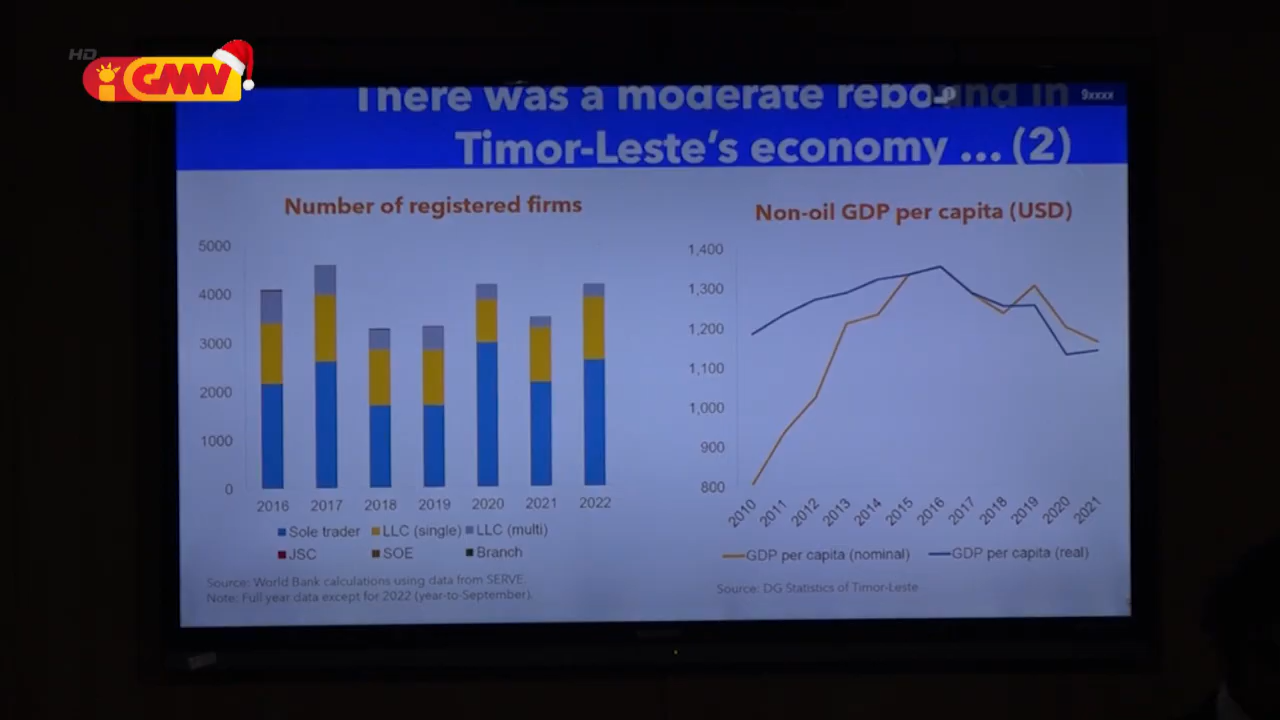 HD
GMN
There was a moderate rebound in
9xxxx
Timor-Leste's economy ... (2)
Number of registered firms
5000
4000
3000
2000
1000
0
2016 2017 2018 2019 2020 2021 2022
Sole trader LLC (single) LLC (multi)
JSC SOE Branch
Source: World Bank calculations using data from SERVE.
Note: Full year data except for 2022 (year-to-September).
Non-oil GDP per capita (USD)
1,400
1,300
1,200
1,100
1,000
900
800
2010 2011 2012 2013 2014 2015 2016 2017 2018 2019 2020 2021
GDP per capita (nominal) GDP per capita (real)
Source: DG Statistics of Timor-Leste